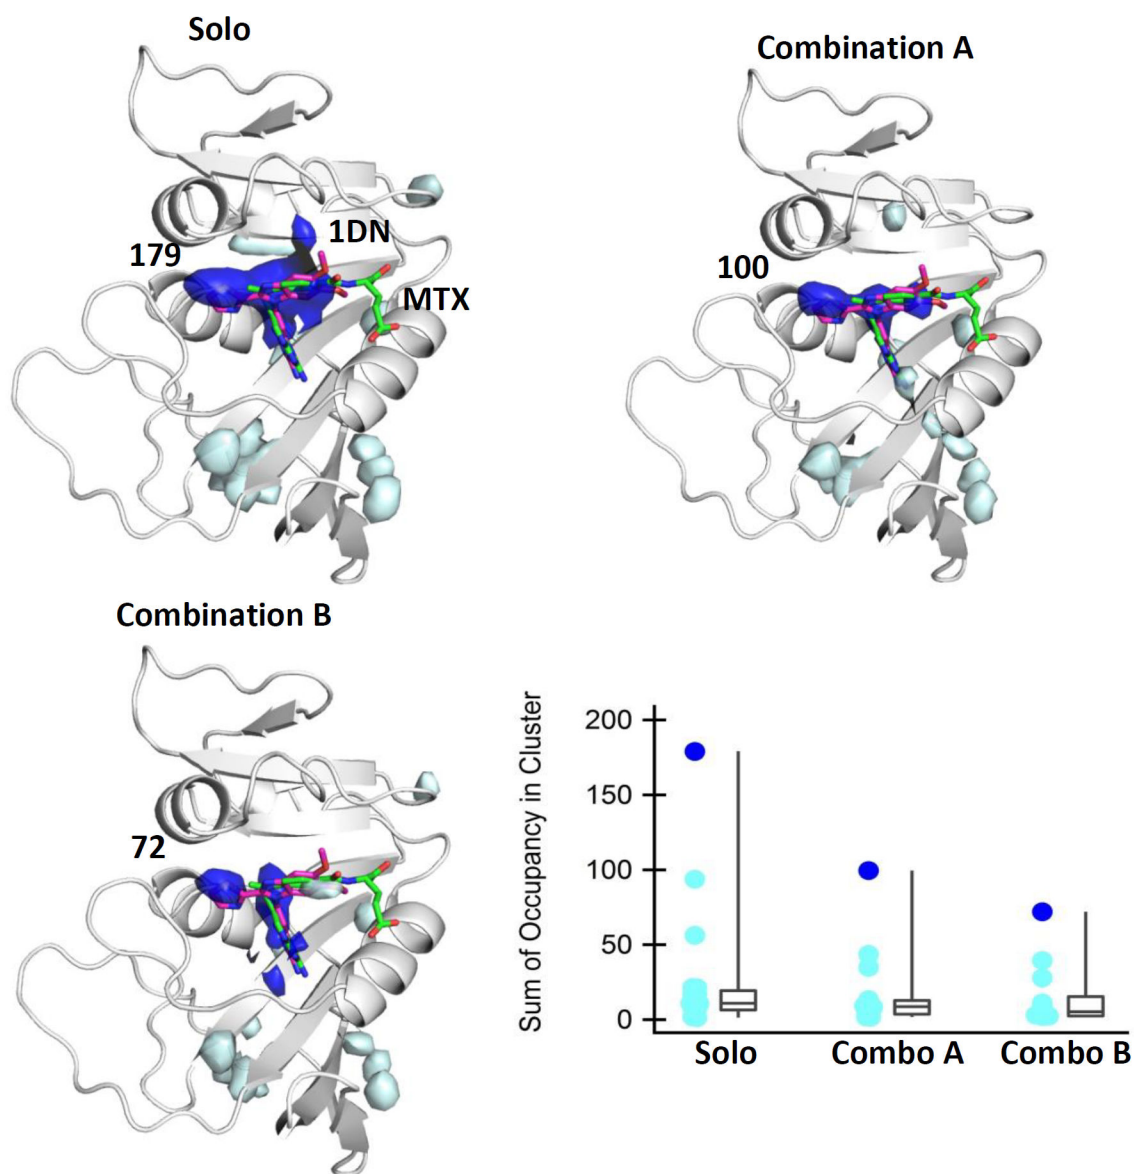 Solo
Combination A
1DN
179
MTX
100
Combination B
72
Sum of Occupancy in Cluster
200
150
100
50
0
Solo Combo A Combo B